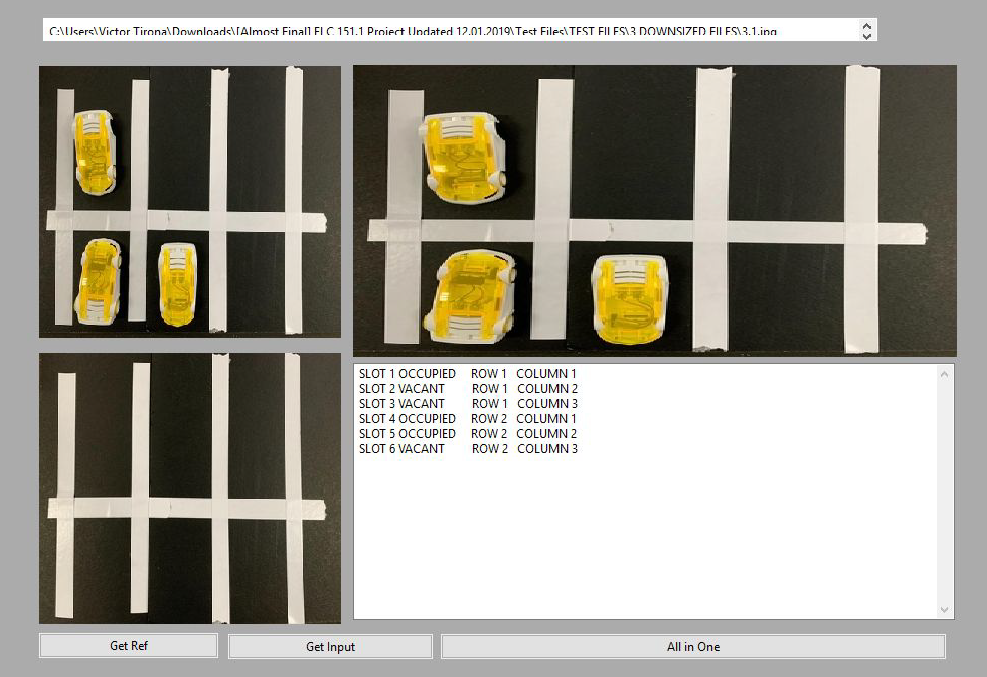 C:\Users\Victor Tirona\Downloads\[Almost Final] ELC 151.1 Project Updated 12.01.2019\Test Files\TEST FILES\3 DOWNSIZED FILES\3.1.jpg
SLOT 1 OCCUPIED ROW 1 COLUMN 1
SLOT 2 VACANT ROW 1 COLUMN 2
SLOT 3 VACANT ROW 1 COLUMN 3
SLOT 4 OCCUPIED ROW 2 COLUMN 1
SLOT 5 OCCUPIED ROW 2 COLUMN 2
SLOT 6 VACANT ROW 2 COLUMN 3
Get Ref
Get Input
All in One